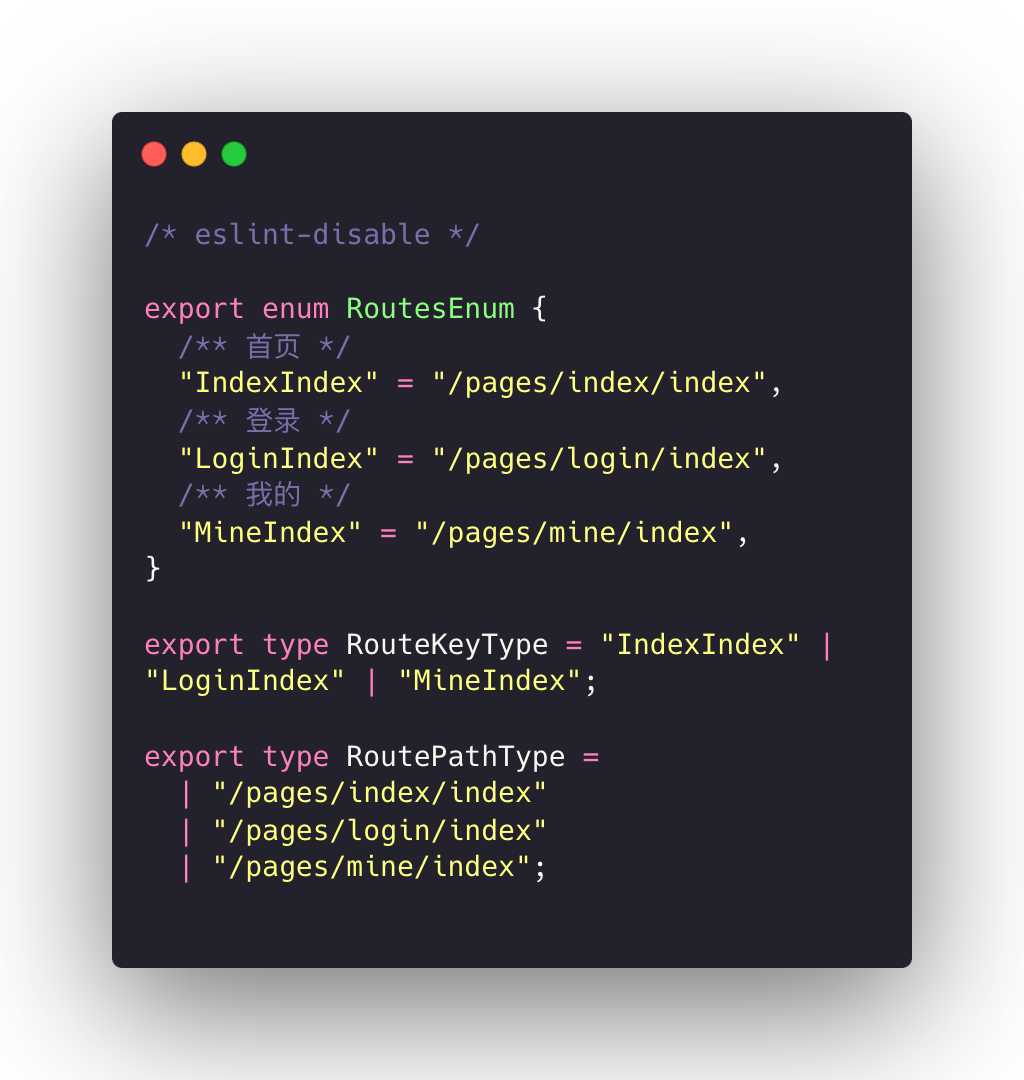 /* eslint-disable */
export enum RoutesEnum {
  /** 首页 */
  "IndexIndex" = "/pages/index/index",
  /** 登录 */
  "LoginIndex" = "/pages/login/index",
  /** 我的 */
  "MineIndex" = "/pages/mine/index",
}
export type RouteKeyType = "IndexIndex" |
"LoginIndex" | "MineIndex";
export type RoutePathType =
  | "/pages/index/index"
  | "/pages/login/index"
  | "/pages/mine/index";